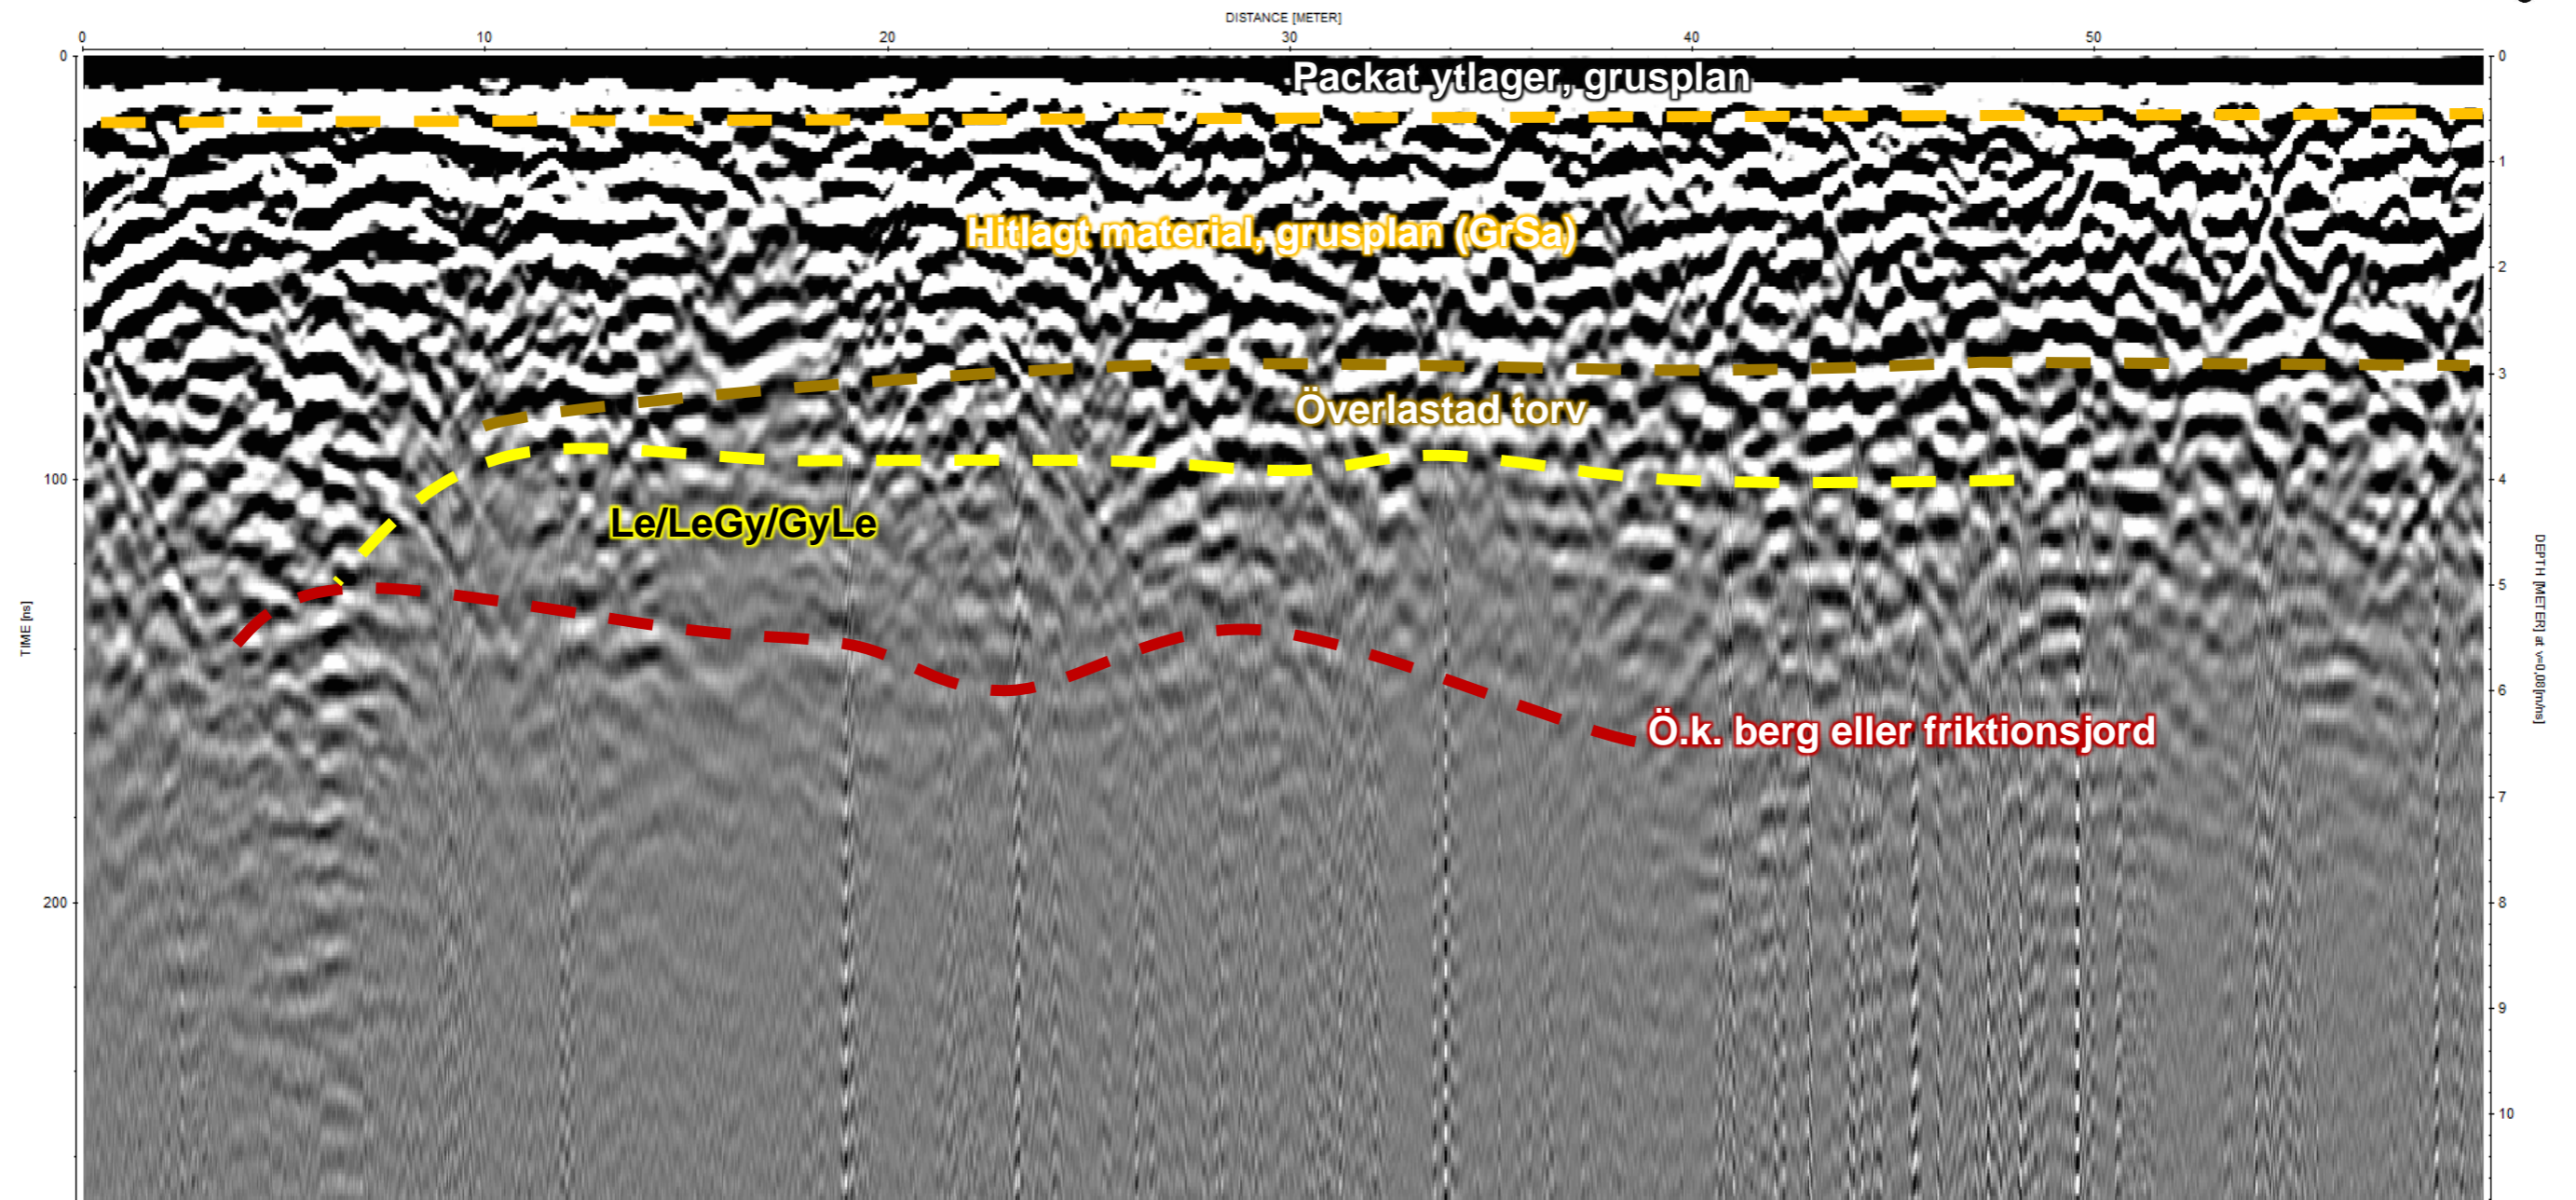 DISTANCE [METER]
0 10 20 30 40 50
0
0
Packat ytlager, grusplan
1
Hitlagt material, grusplan (GrSa)
2
3
Överlastad torv
100
4
Le/LeGy/GyLe
5
TIME [ns]
DEPTH [METER] at v=0,08[m/ns]
6
Ö.k. berg eller friktionsjord
7
200
8
9
10